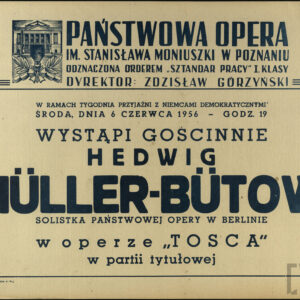 PAŃSTWOWA OPERA
IM. STANISŁAWA MONIUSZKI W POZNANIU
ODZNACZONA ORDEREM „SZTANDAR PRACY" I. KLASY
DYREKTOR: ZDZISŁAW GÓRZYŃSKI
W RAMACH TYGODNIA PRZYJAŹNI Z NIEMCAMI DEMOKRATYCZNYMI
ŚRODA, DNIA 6 CZERWCA 1956 – GODZ. 19
WYSTĄPI GOŚCINNIE
HEDWIG
MÜLLER-BÜTOW
SOLISTKA PAŃSTWOWEJ OPERY W BERLINIE
w operze „TOSCA"
w partii tytułowej